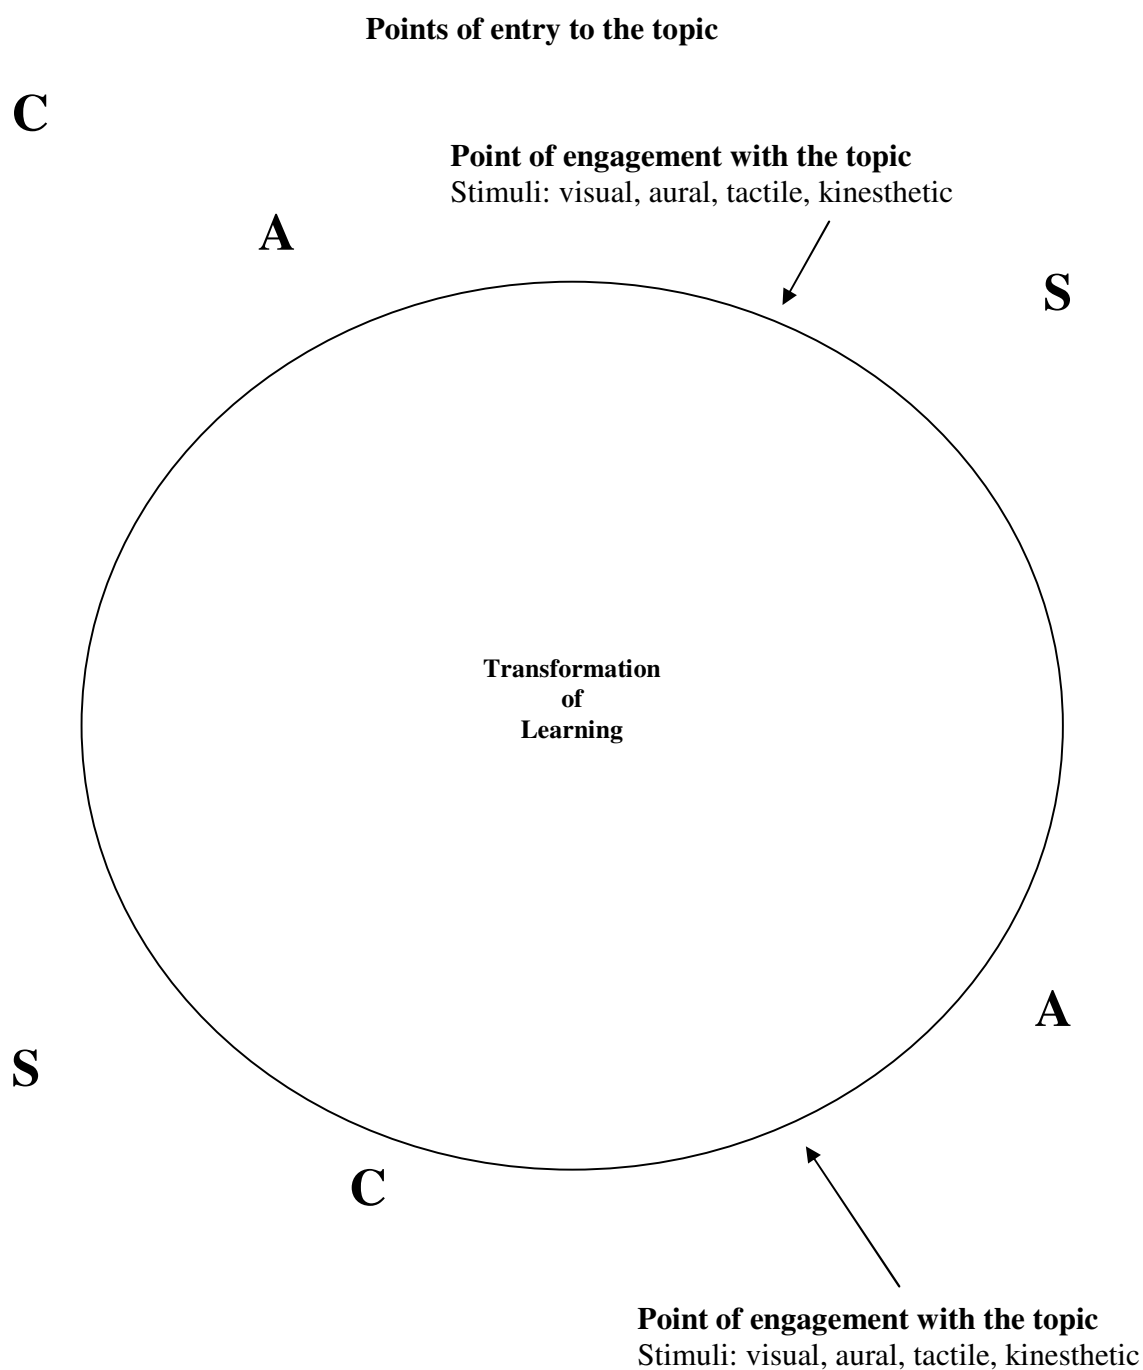 Points of entry to the topic
C
Point of engagement with the topic
Stimuli: visual, aural, tactile, kinesthetic
A
S
Transformation
of
Learning
A
S
C
Point of engagement with the topic
Stimuli: visual, aural, tactile, kinesthetic